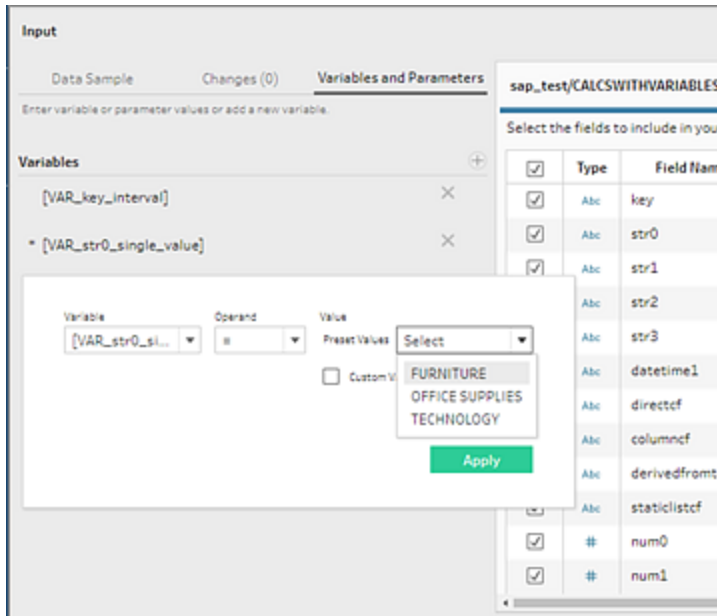 Input
Data Sample Changes (0) Variables and Parameters
Enter variable or parameter values or add a new variable.
Variables
[VAR_key_interval]
* [VAR_str0_single_value]
Variable Operand Value
[VAR_str0_si... = Preset Values Select
Custom V
FURNITURE
OFFICE SUPPLIES
TECHNOLOGY
Apply
sap_test/CALCSWITHVARIABLES
Select the fields to include in you
Type Field Nam
Abc key
Abc str0
Abc str1
Abc str2
Abc str3
Abc datetime1
Abc directcf
Abc columncf
Abc derivedfromt
Abc staticlistcf
# num0
# num1